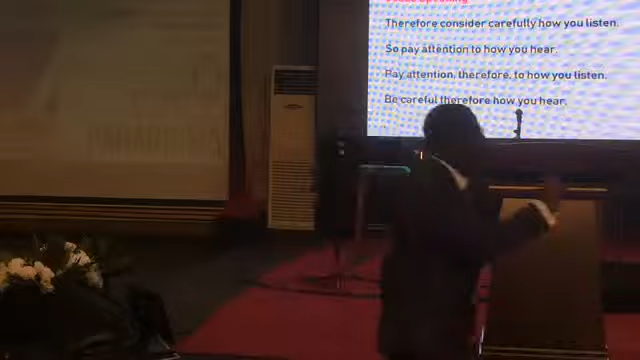 Therefore consider carefully how you listen.
So pay attention to how you hear.
Pay attention, therefore, to how you listen.
Be careful therefore how you hear.